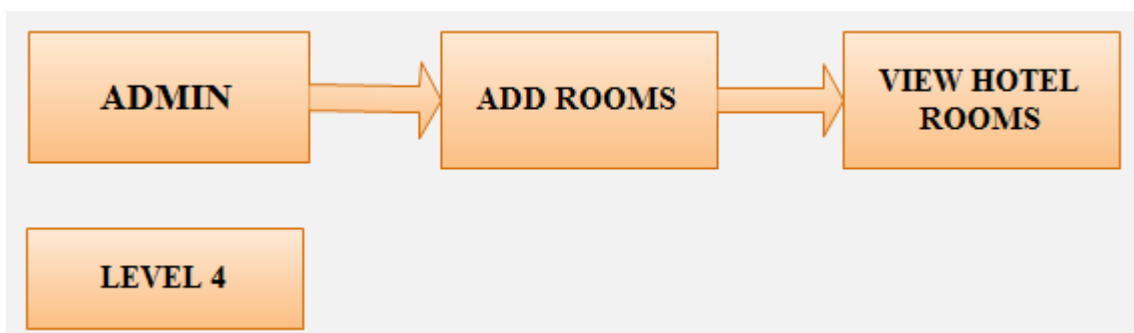 ADMIN
ADD ROOMS
VIEW HOTEL
ROOMS
LEVEL 4